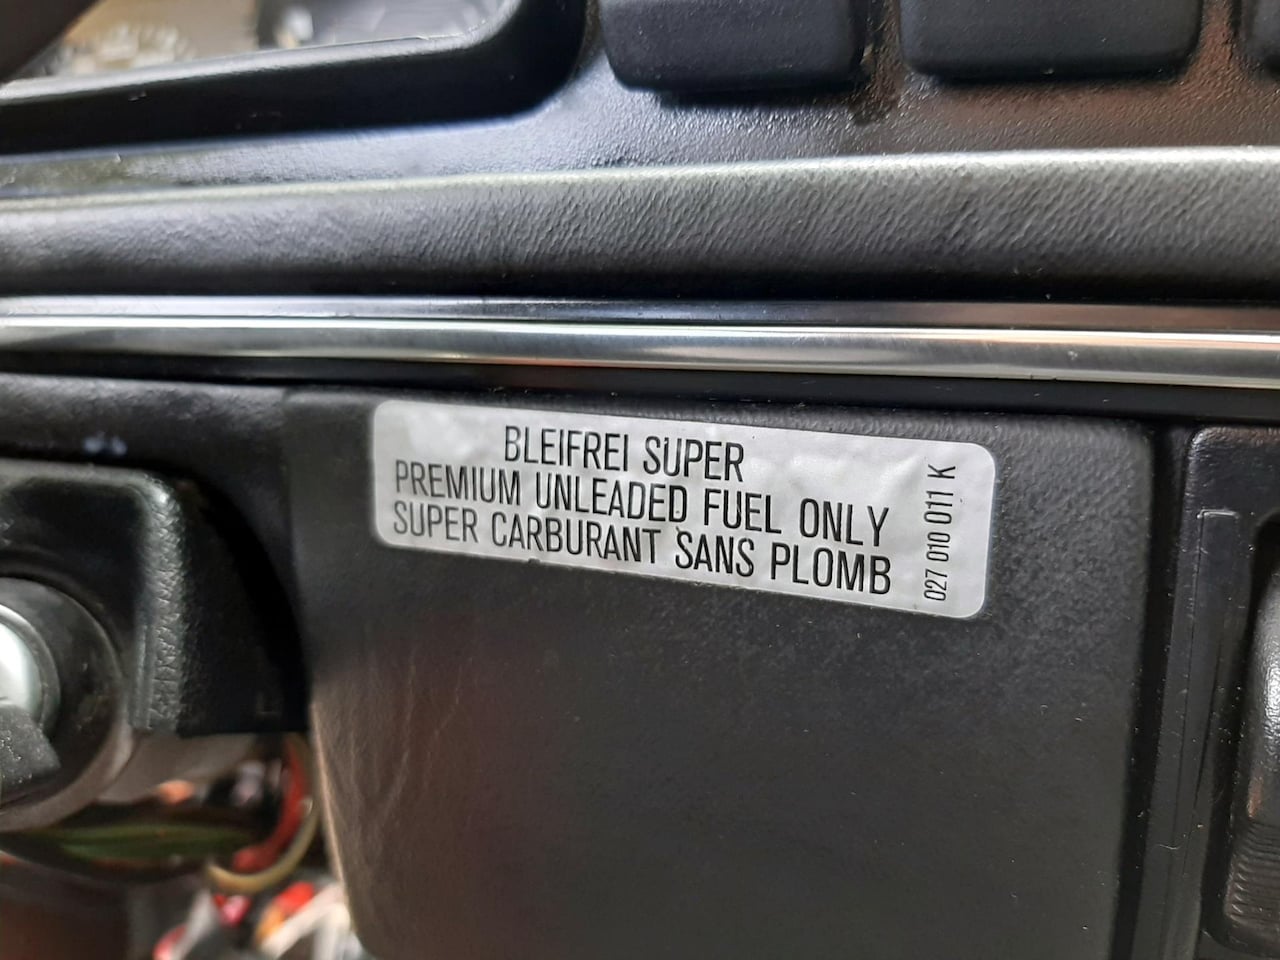 BLEIFREI SUPER
PREMIUM UNLEADED FUEL ONLY
SUPER CARBURANT SANS PLOMB
027 010 011 K